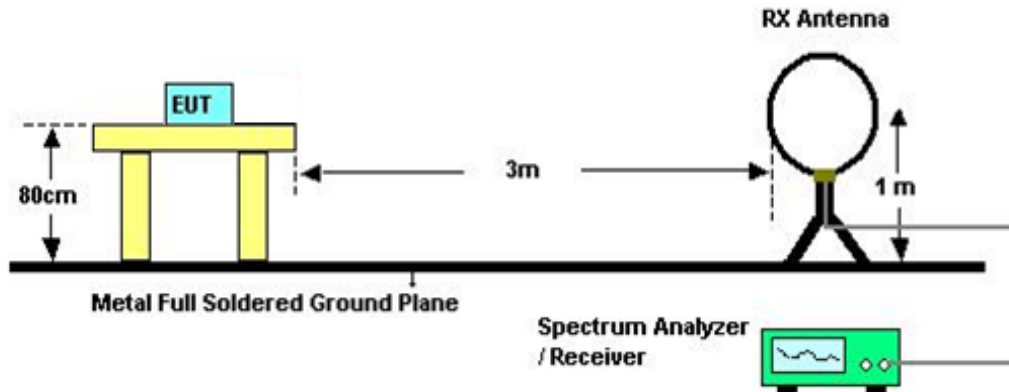 RX Antenna
EUT
80cm
3m
1 m
Metal Full Soldered Ground Plane
Spectrum Analyzer
/ Receiver